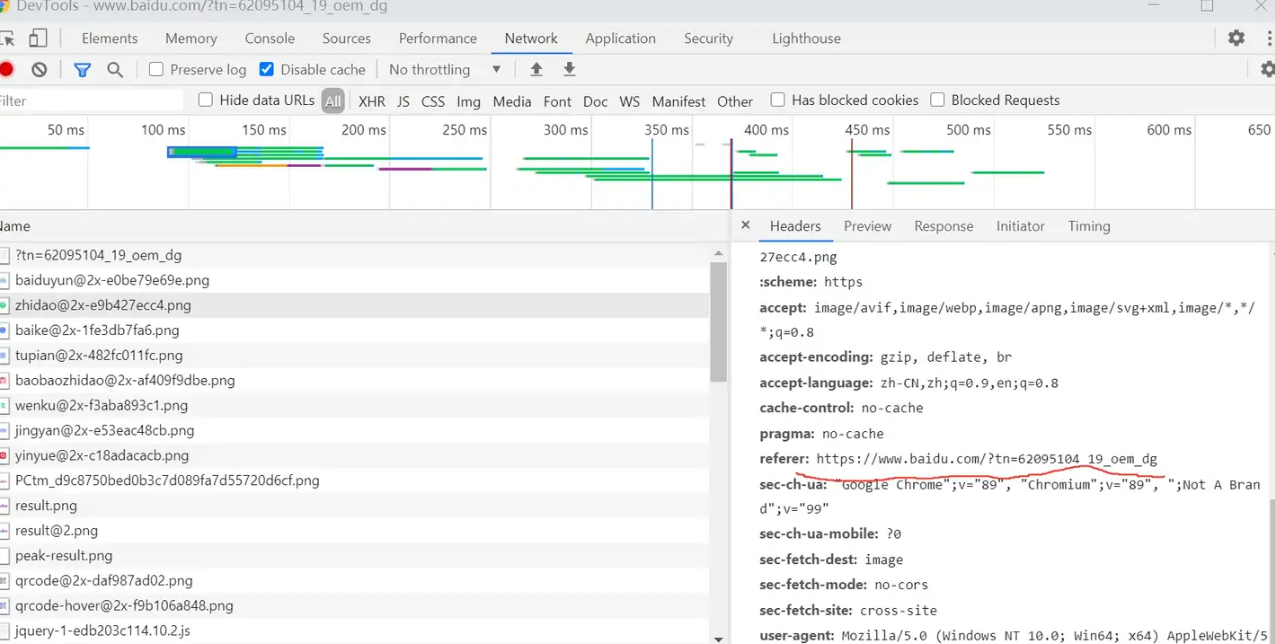 DevTools - www.baidu.com/?tn=62095104_19_oem_dg
Elements Memory Console Sources Performance Network Application Security Lighthouse
Preserve log Disable cache No throttling
Filter Hide data URLs All XHR JS CSS Img Media Font Doc WS Manifest Other Has blocked cookies Blocked Requests
50 ms 100 ms 150 ms 200 ms 250 ms 300 ms 350 ms 400 ms 450 ms 500 ms 550 ms 600 ms 650
Name
?tn=62095104_19_oem_dg
baiduyun@2x-e0be79e69e.png
zhidao@2x-e9b427ecc4.png
baike@2x-1fe3db7fa6.png
tupian@2x-482fc011fc.png
baobaozhidao@2x-af409f9dbe.png
wenku@2x-f3aba893c1.png
jingyan@2x-e53eac48cb.png
yinyue@2x-c18adacacb.png
PCtm_d9c8750bed0b3c7d089fa7d55720d6cf.png
result.png
result@2.png
peak-result.png
qrcode@2x-daf987ad02.png
qrcode-hover@2x-f9b106a848.png
jquery-1-edb203c114.10.2.js
Headers Preview Response Initiator Timing
27ecc4.png
:scheme: https
accept: image/avif,image/webp,image/apng,image/svg+xml,image/*,*/
*;q=0.8
accept-encoding: gzip, deflate, br
accept-language: zh-CN,zh;q=0.9,en;q=0.8
cache-control: no-cache
pragma: no-cache
referer: https://www.baidu.com/?tn=62095104_19_oem_dg
sec-ch-ua: "Google Chrome";v="89", "Chromium";v="89", ";Not A Bran
d";v="99"
sec-ch-ua-mobile: ?0
sec-fetch-dest: image
sec-fetch-mode: no-cors
sec-fetch-site: cross-site
user-agent: Mozilla/5.0 (Windows NT 10.0; Win64; x64) AppleWebKit/5